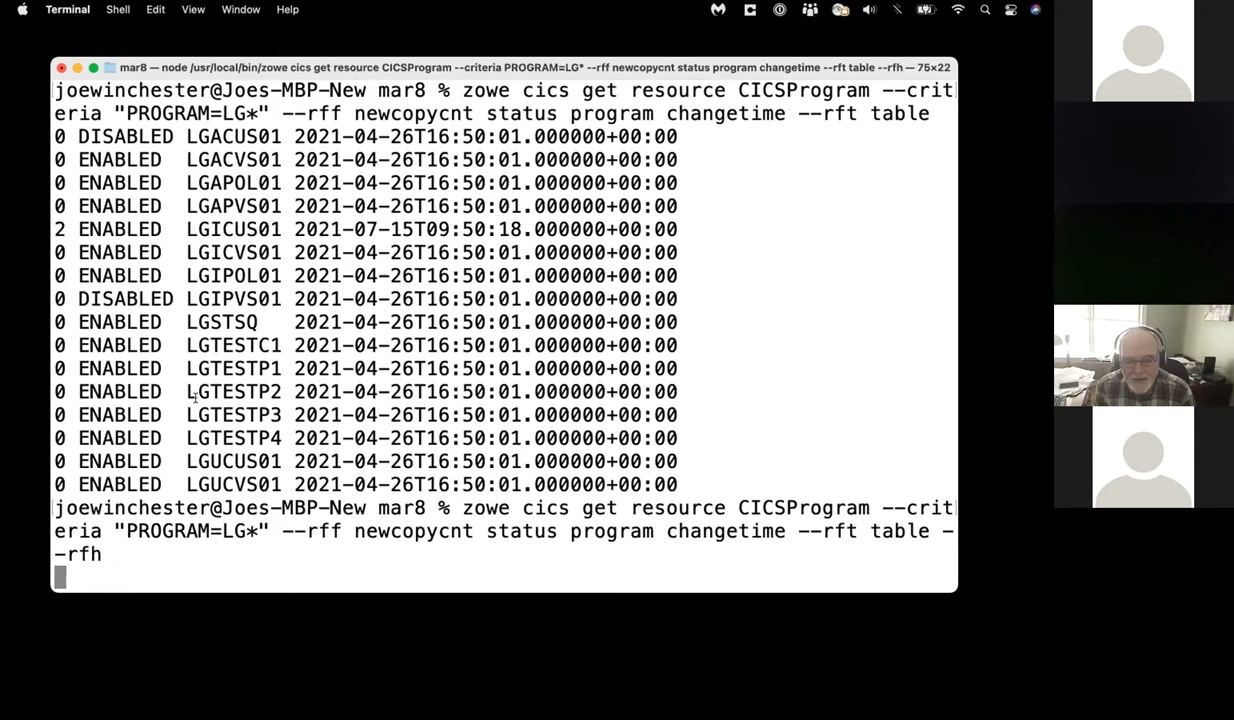 Terminal Shell Edit View Window Help
mar8 — node /usr/local/bin/zowe cics get resource CICSProgram --criteria PROGRAM=LG* --rff newcopycnt status program changetime --rft table --rfh — 75×22
joewinchester@Joes-MBP-New mar8 % zowe cics get resource CICSProgram --crit
eria "PROGRAM=LG*" --rff newcopycnt status program changetime --rft table
0 DISABLED LGACUS01 2021-04-26T16:50:01.000000+00:00
0 ENABLED  LGACVS01 2021-04-26T16:50:01.000000+00:00
0 ENABLED  LGAPOL01 2021-04-26T16:50:01.000000+00:00
0 ENABLED  LGAPVS01 2021-04-26T16:50:01.000000+00:00
2 ENABLED  LGICUS01 2021-07-15T09:50:18.000000+00:00
0 ENABLED  LGICVS01 2021-04-26T16:50:01.000000+00:00
0 ENABLED  LGIPOL01 2021-04-26T16:50:01.000000+00:00
0 DISABLED LGIPVS01 2021-04-26T16:50:01.000000+00:00
0 ENABLED  LGSTSQ   2021-04-26T16:50:01.000000+00:00
0 ENABLED  LGTESTC1 2021-04-26T16:50:01.000000+00:00
0 ENABLED  LGTESTP1 2021-04-26T16:50:01.000000+00:00
0 ENABLED  LGTESTP2 2021-04-26T16:50:01.000000+00:00
0 ENABLED  LGTESTP3 2021-04-26T16:50:01.000000+00:00
0 ENABLED  LGTESTP4 2021-04-26T16:50:01.000000+00:00
0 ENABLED  LGUCUS01 2021-04-26T16:50:01.000000+00:00
0 ENABLED  LGUCVS01 2021-04-26T16:50:01.000000+00:00
joewinchester@Joes-MBP-New mar8 % zowe cics get resource CICSProgram --crit
eria "PROGRAM=LG*" --rff newcopycnt status program changetime --rft table -
-rfh